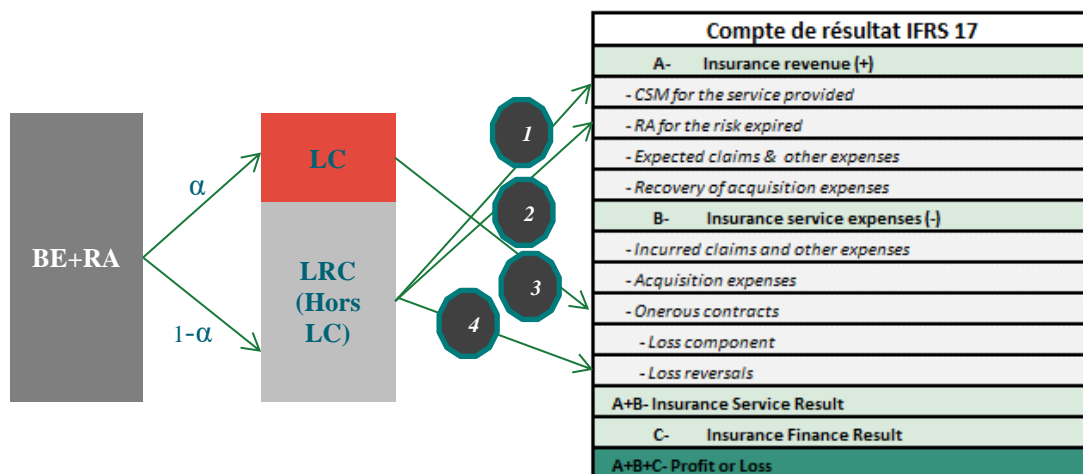 BE+RA
α
1-α
LC
LRC
(Hors
LC)
1
2
3
4
Compte de résultat IFRS 17
A- Insurance revenue (+)
- CSM for the service provided
- RA for the risk expired
- Expected claims & other expenses
- Recovery of acquisition expenses
B- Insurance service expenses (-)
- Incurred claims and other expenses
- Acquisition expenses
- Onerous contracts
- Loss component
- Loss reversals
A+B- Insurance Service Result
C- Insurance Finance Result
A+B+C- Profit or Loss